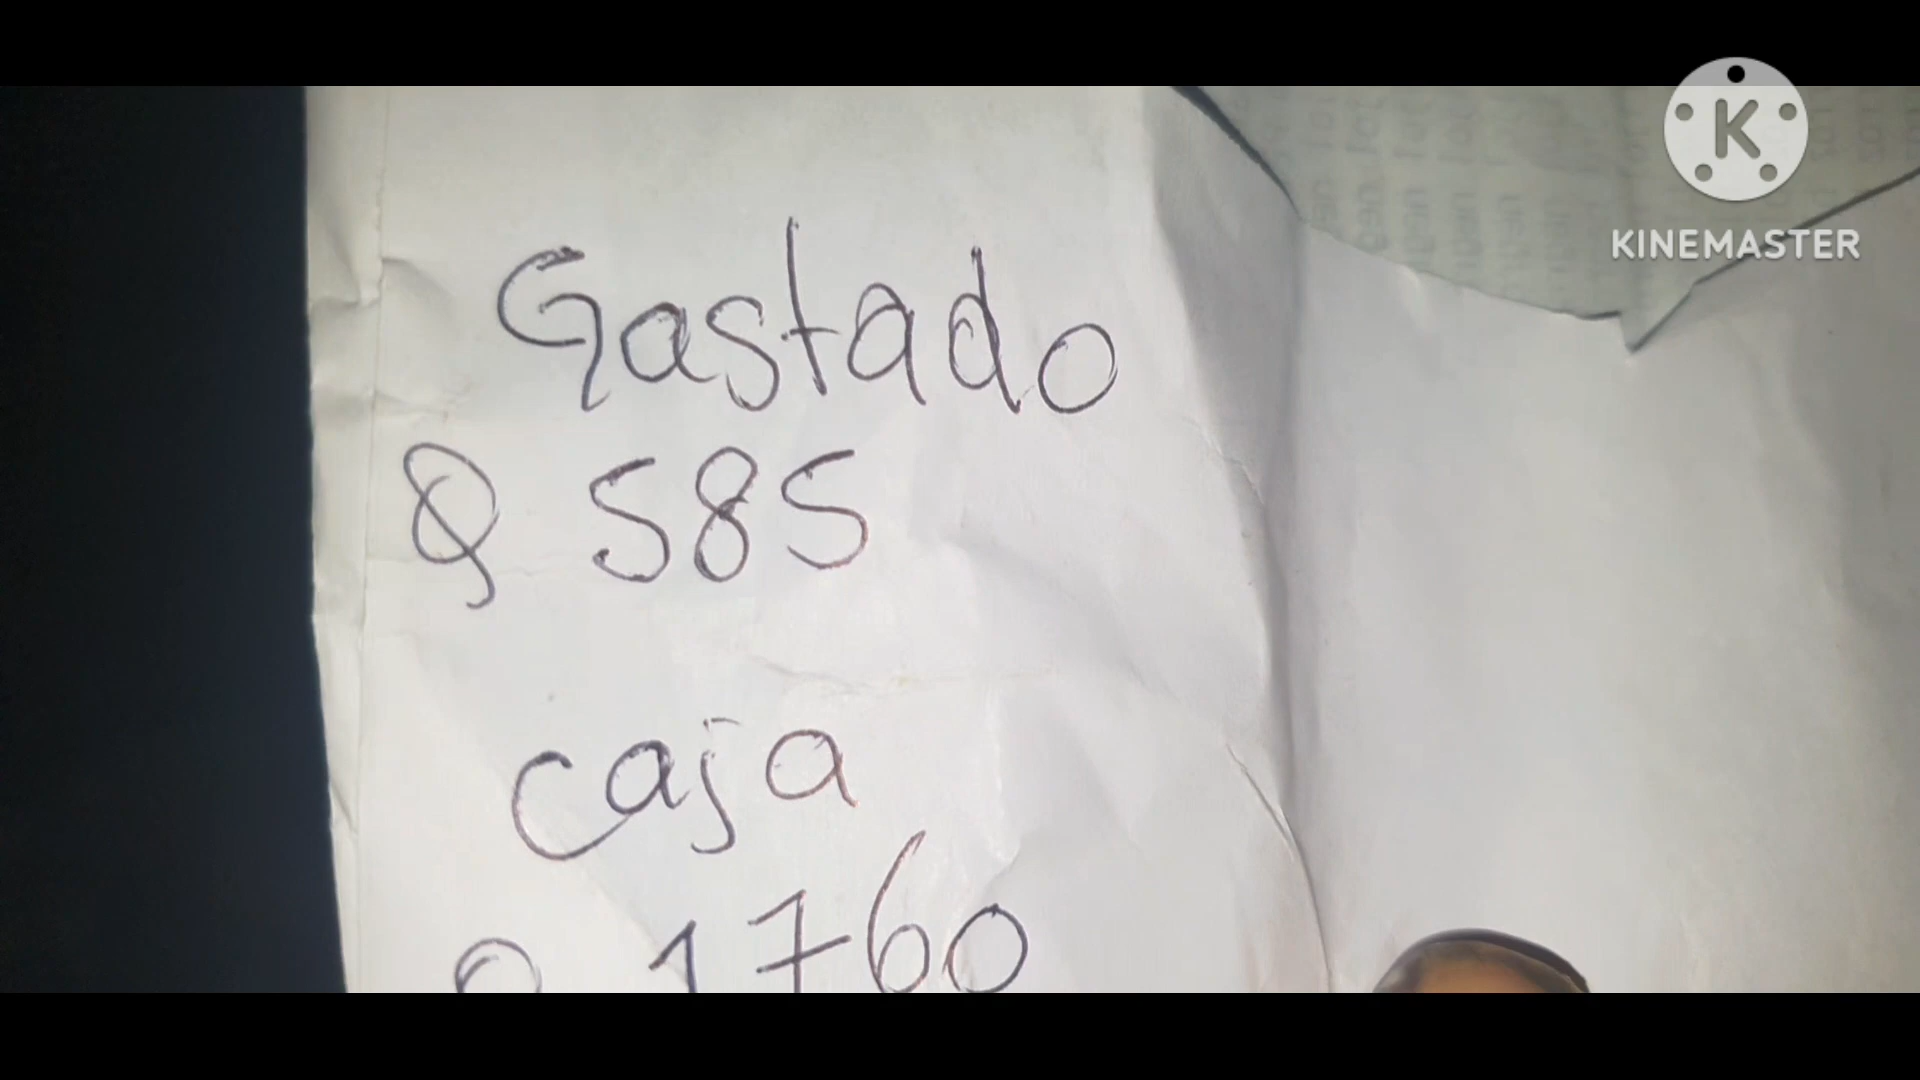 KINEMASTER
Gastado
Q 585
caja
Q 1760